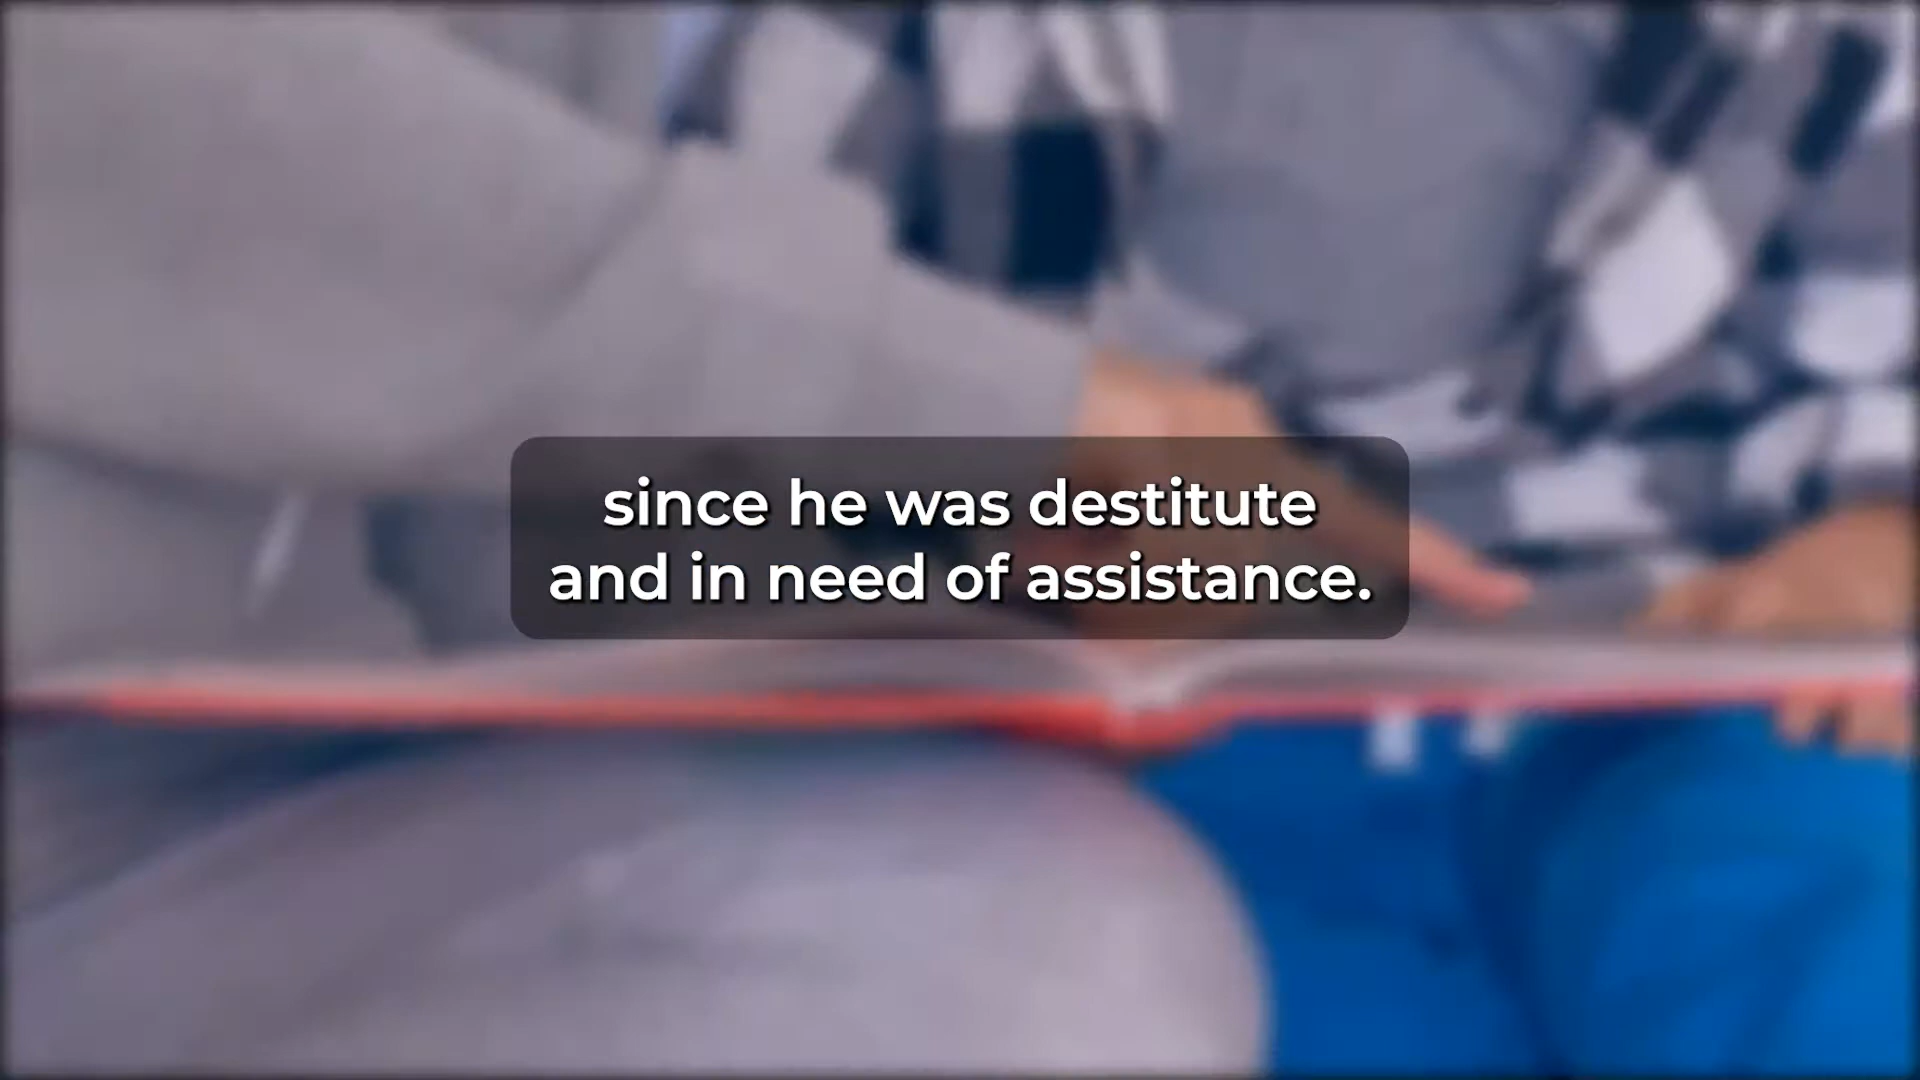 since he was destitute
and in need of assistance.